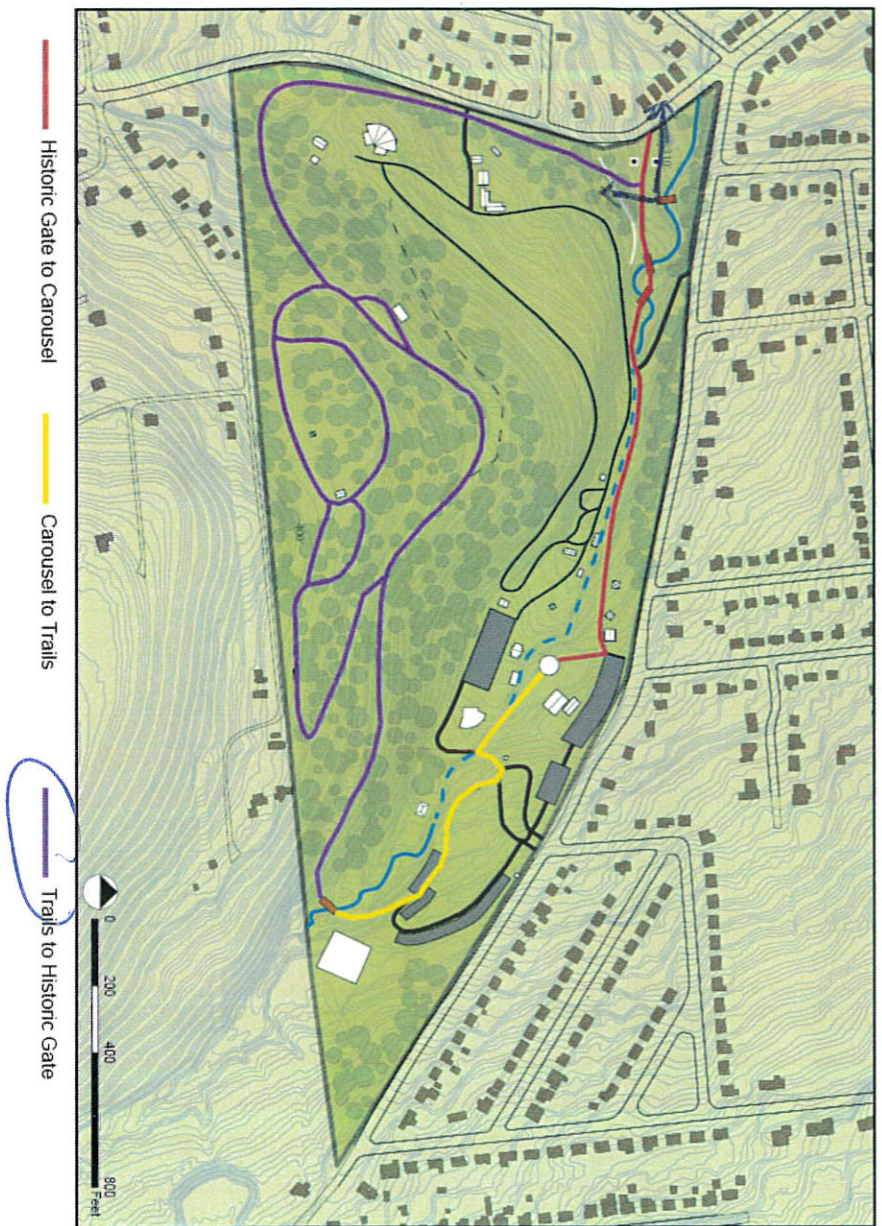 Historic Gate to Carousel
Carousel to Trails
Trails to Historic Gate
0 200 400 800
Feet